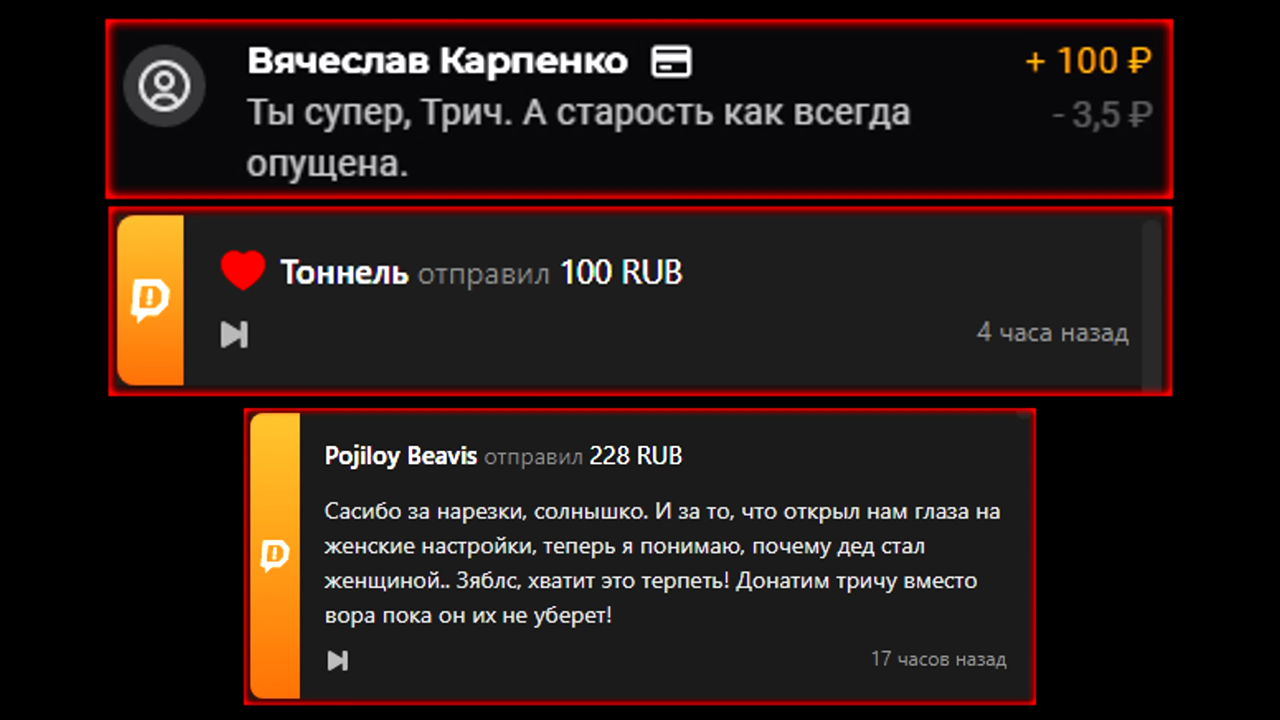 Вячеслав Карпенко + 100 ₽
Ты супер, Трич. А старость как всегда - 3,5 ₽
опущена.
Тоннель отправил 100 RUB
4 часа назад
Pojiloy Beavis отправил 228 RUB
Сасибо за нарезки, солнышко. И за то, что открыл нам глаза на
женские настройки, теперь я понимаю, почему дед стал
женщиной.. Зяблс, хватит это терпеть! Донатим тричу вместо
вора пока он их не уберет!
17 часов назад